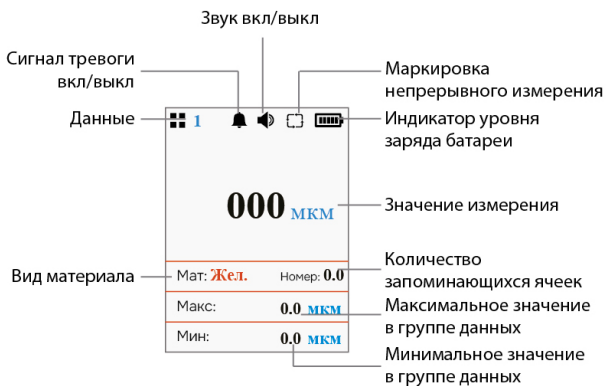 Звук вкл/выкл
Сигнал тревоги
вкл/выкл
Маркировка
непрерывного измерения
Данные
1
Индикатор уровня
заряда батареи
000 мкм
Значение измерения
Вид материала
Мат: Жел.
Номер: 0.0
Количество
запоминающихся ячеек
Макс:
0.0 мкм
Максимальное значение
в группе данных
Мин:
0.0 мкм
Минимальное значение
в группе данных